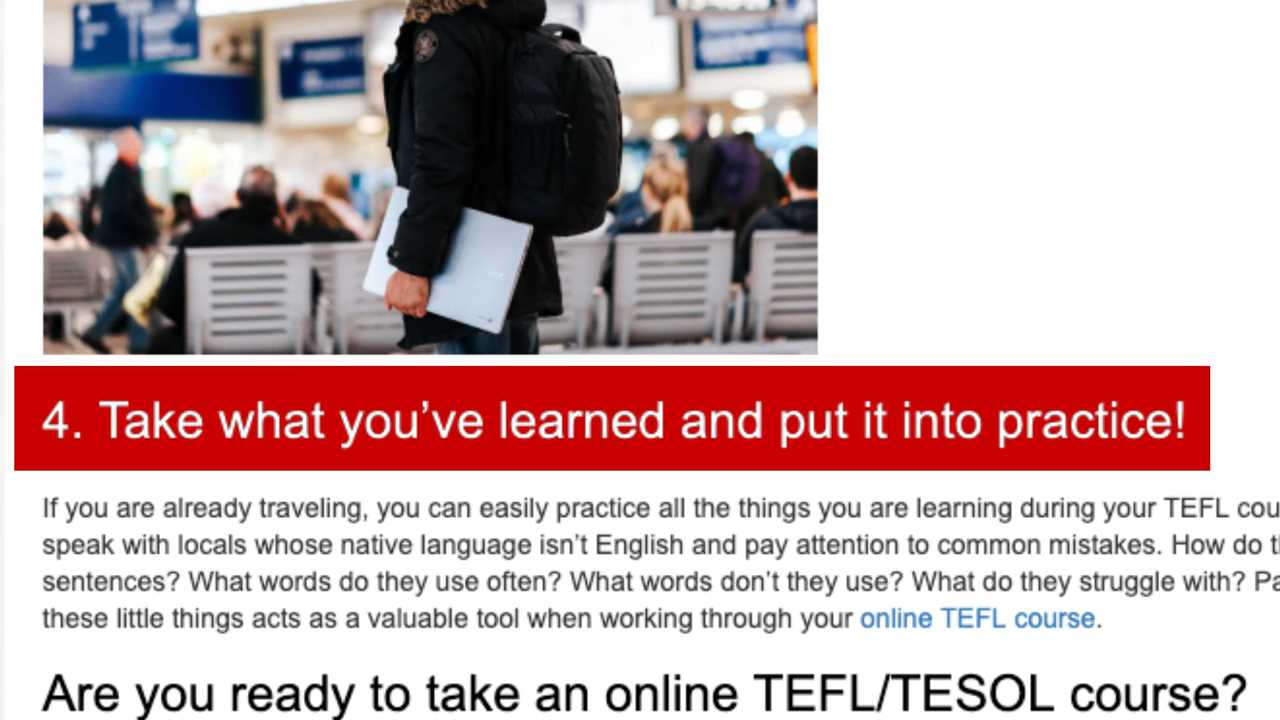 4. Take what you’ve learned and put it into practice!
If you are already traveling, you can easily practice all the things you are learning during your TEFL
speak with locals whose native language isn’t English and pay attention to common mistakes. How do
sentences? What words do they use often? What words don’t they use? What do they struggle with?
these little things acts as a valuable tool when working through your online TEFL course.
Are you ready to take an online TEFL/TESOL course?